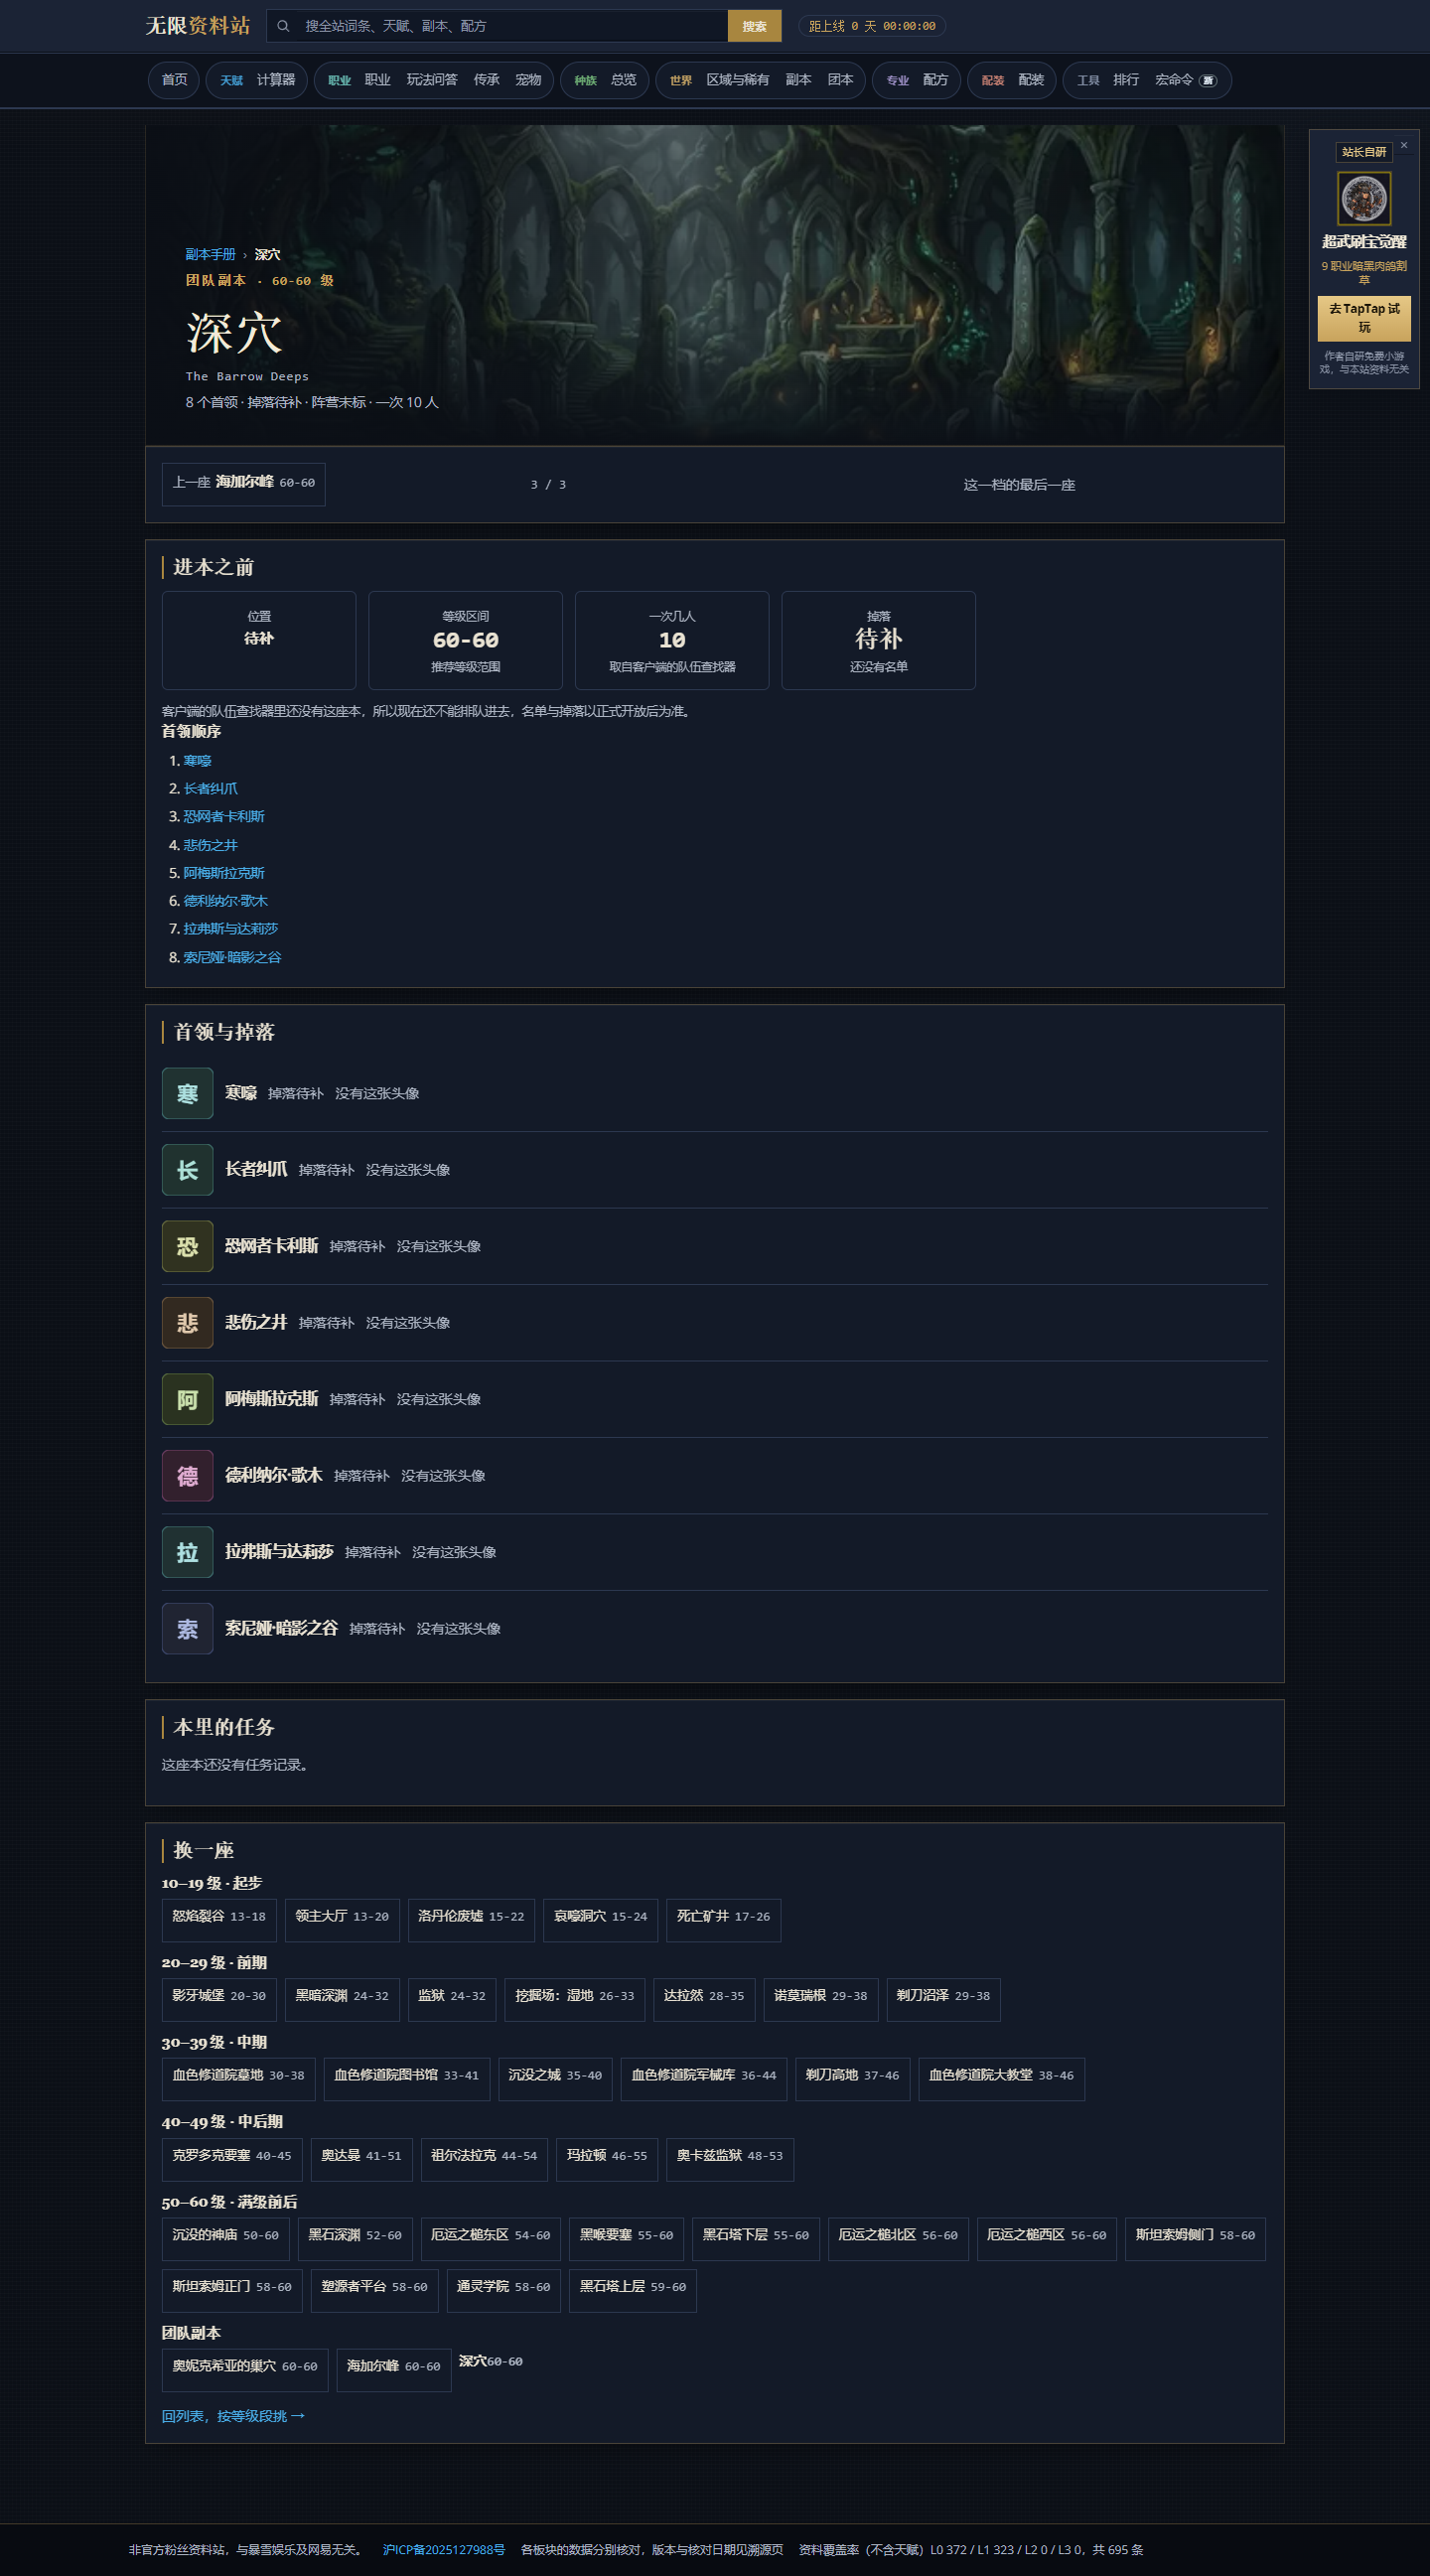 无限资料站
搜全站词条、天赋、副本、配方
搜索
距上线 0 天 00:00:00
首页 天赋 计算器 职业 职业 玩法问答 传承 宠物 种族 总览 世界 区域与稀有 副本 团本 专业 配方 配装 配装 工具 排行 宏命令 新
站长自研 ×
超武刷宝觉醒
9 职业暗黑肉鸽割
草
去 TapTap 试
玩
作者自研免费小游
戏，与本站资料无关
副本手册 › 深穴
团队副本 · 60-60 级
深穴
The Barrow Deeps
8 个首领 · 掉落待补 · 阵营未标 · 一次 10 人
上一座 海加尔峰 60-60
3 / 3
这一档的最后一座
进本之前
位置
待补
等级区间
60-60
推荐等级范围
一次几人
10
取自客户端的队伍查找器
掉落
待补
还没有名单
客户端的队伍查找器里还没有这座本，所以现在还不能排队进去，名单与掉落以正式开放后为准。
首领顺序
1. 寒嚎
2. 长者纠爪
3. 恐网者卡利斯
4. 悲伤之井
5. 阿梅斯拉克斯
6. 德利纳尔·歌木
7. 拉弗斯与达莉莎
8. 索尼娅·暗影之谷
首领与掉落
寒 寒嚎 掉落待补 没有这张头像
长 长者纠爪 掉落待补 没有这张头像
恐 恐网者卡利斯 掉落待补 没有这张头像
悲 悲伤之井 掉落待补 没有这张头像
阿 阿梅斯拉克斯 掉落待补 没有这张头像
德 德利纳尔·歌木 掉落待补 没有这张头像
拉 拉弗斯与达莉莎 掉落待补 没有这张头像
索 索尼娅·暗影之谷 掉落待补 没有这张头像
本里的任务
这座本还没有任务记录。
换一座
10–19 级 · 起步
怒焰裂谷 13-18 领主大厅 13-20 洛丹伦废墟 15-22 哀嚎洞穴 15-24 死亡矿井 17-26
20–29 级 · 前期
影牙城堡 20-30 黑暗深渊 24-32 监狱 24-32 挖掘场：湿地 26-33 达拉然 28-35 诺莫瑞根 29-38 剃刀沼泽 29-38
30–39 级 · 中期
血色修道院墓地 30-38 血色修道院图书馆 33-41 沉没之城 35-40 血色修道院军械库 36-44 剃刀高地 37-46 血色修道院大教堂 38-46
40–49 级 · 中后期
克罗多克要塞 40-45 奥达曼 41-51 祖尔法拉克 44-54 玛拉顿 46-55 奥卡兹监狱 48-53
50–60 级 · 满级前后
沉没的神庙 50-60 黑石深渊 52-60 厄运之槌东区 54-60 黑喉要塞 55-60 黑石塔下层 55-60 厄运之槌北区 56-60 厄运之槌西区 56-60 斯坦索姆侧门 58-60
斯坦索姆正门 58-60 塑源者平台 58-60 通灵学院 58-60 黑石塔上层 59-60
团队副本
奥妮克希亚的巢穴 60-60 海加尔峰 60-60 深穴60-60
回列表，按等级段挑 →
非官方粉丝资料站，与暴雪娱乐及网易无关。 沪ICP备2025127988号 各板块的数据分别核对，版本与核对日期见溯源页 资料覆盖率（不含天赋）L0 372 / L1 323 / L2 0 / L3 0，共 695 条